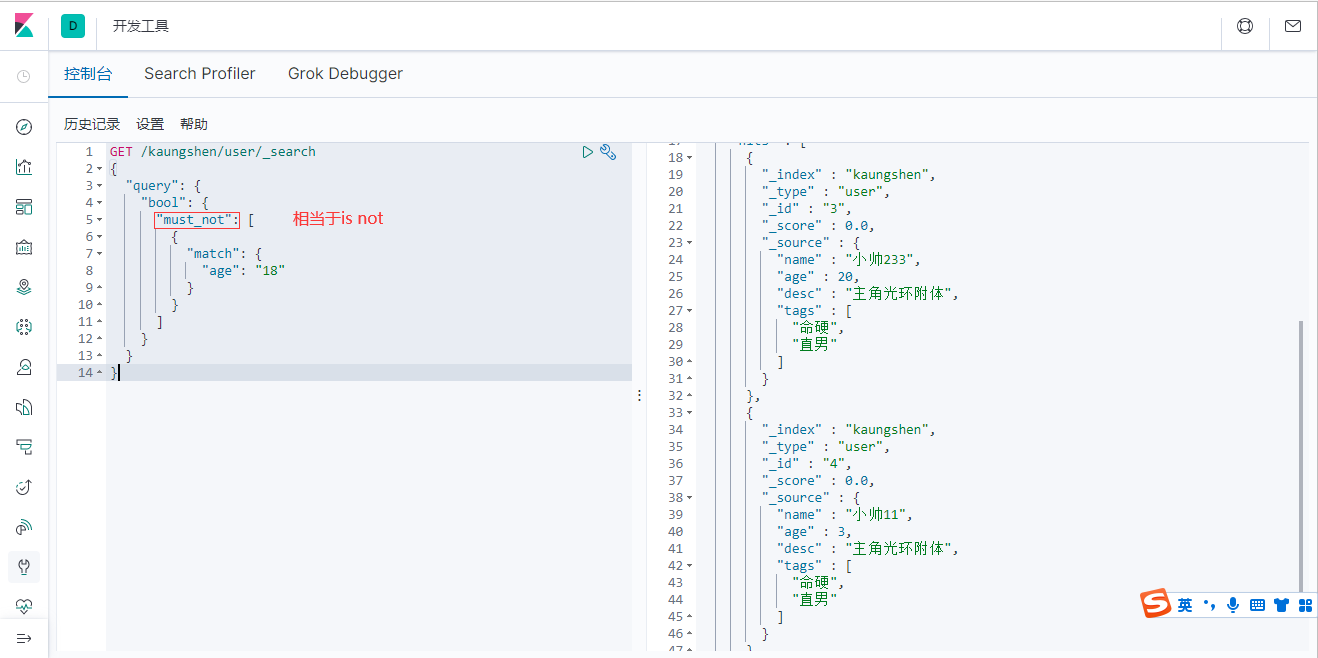 D 开发工具
控制台 Search Profiler Grok Debugger
历史记录 设置 帮助
1 GET /kaungshen/user/_search
2 {
3 "query": {
4 "bool": {
5 "must_not": [ 相当于is not
6 {
7 "match": {
8 "age": "18"
9 }
10 }
11 ]
12 }
13 }
14 }
17 "hits" : [
18 {
19 "_index" : "kaungshen",
20 "_type" : "user",
21 "_id" : "3",
22 "_score" : 0.0,
23 "_source" : {
24 "name" : "小帅233",
25 "age" : 20,
26 "desc" : "主角光环附体",
27 "tags" : [
28 "命硬",
29 "直男"
30 ]
31 }
32 },
33 {
34 "_index" : "kaungshen",
35 "_type" : "user",
36 "_id" : "4",
37 "_score" : 0.0,
38 "_source" : {
39 "name" : "小帅11",
40 "age" : 3,
41 "desc" : "主角光环附体",
42 "tags" : [
43 "命硬",
44 "直男"
45 ]
46 }
47 }
S 英